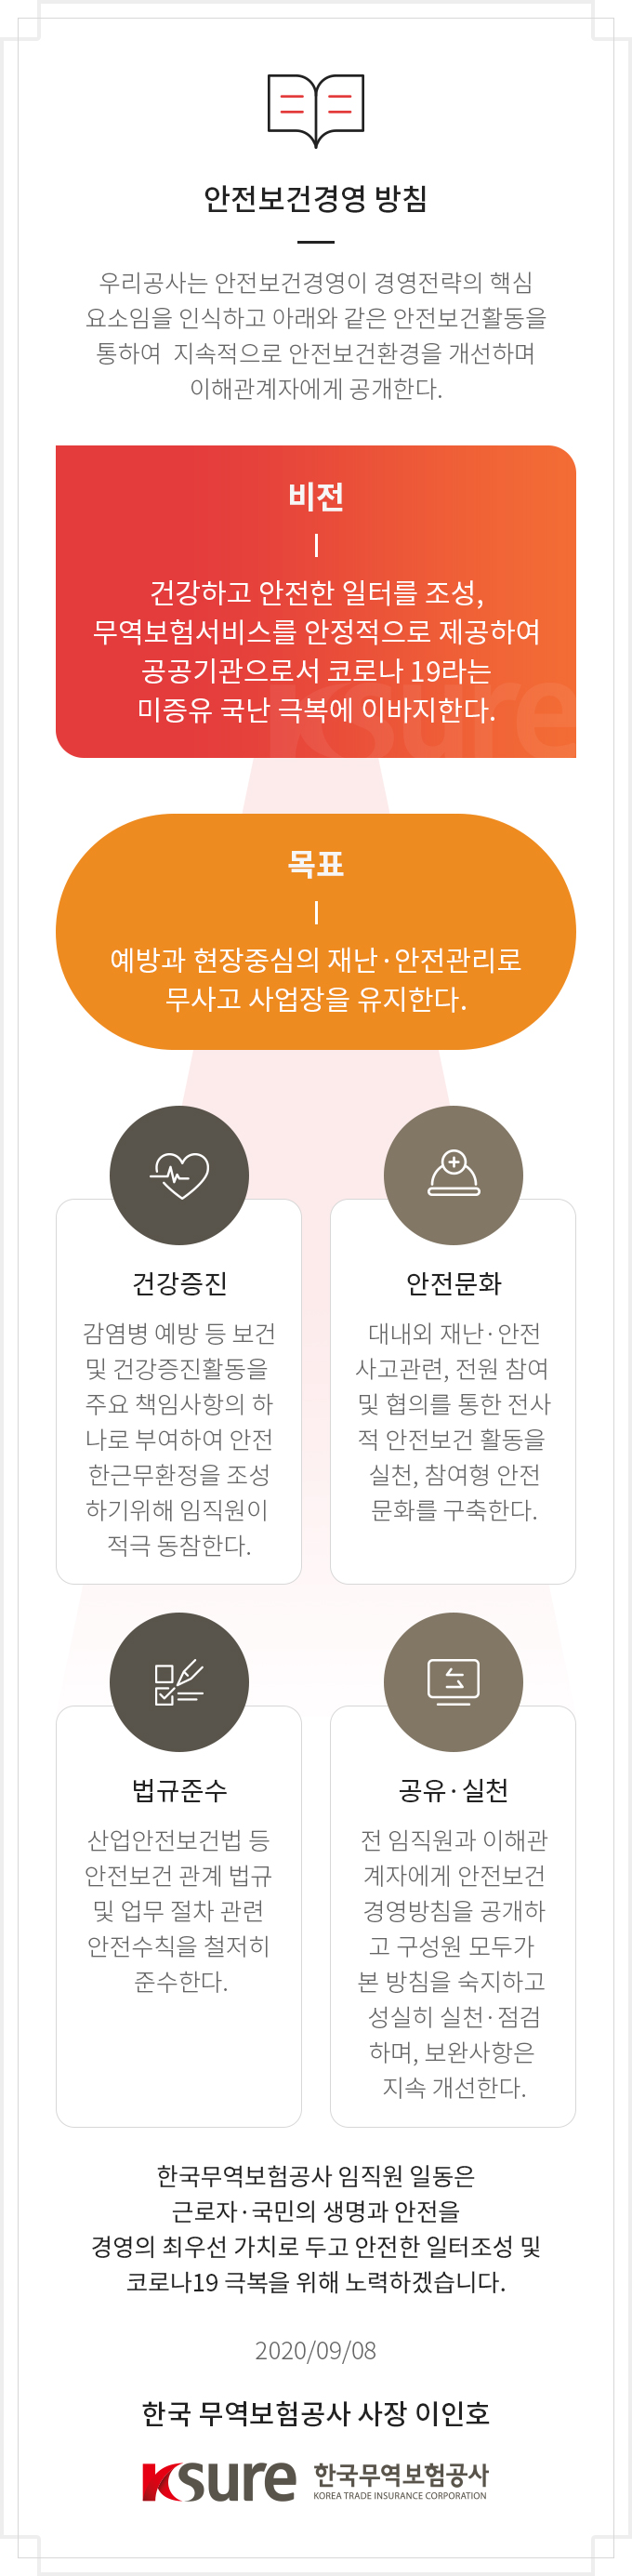 안전보건경영 방침
우리공사는 안전보건경영이 경영전략의 핵심
요소임을 인식하고 아래와 같은 안전보건활동을
통하여 지속적으로 안전보건환경을 개선하며
이해관계자에게 공개한다.
비전
건강하고 안전한 일터를 조성,
무역보험서비스를 안정적으로 제공하여
공공기관으로서 코로나 19라는
미증유 국난 극복에 이바지한다.
ksure
목표
예방과 현장중심의 재난·안전관리로
무사고 사업장을 유지한다.
건강증진
감염병 예방 등 보건
및 건강증진활동을
주요 책임사항의 하
나로 부여하여 안전
한근무환정을 조성
하기위해 임직원이
적극 동참한다.
안전문화
대내외 재난·안전
사고관련, 전원 참여
및 협의를 통한 전사
적 안전보건 활동을
실천, 참여형 안전
문화를 구축한다.
법규준수
산업안전보건법 등
안전보건 관계 법규
및 업무 절차 관련
안전수칙을 철저히
준수한다.
공유·실천
전 임직원과 이해관
계자에게 안전보건
경영방침을 공개하
고 구성원 모두가
본 방침을 숙지하고
성실히 실천·점검
하며, 보완사항은
지속 개선한다.
한국무역보험공사 임직원 일동은
근로자·국민의 생명과 안전을
경영의 최우선 가치로 두고 안전한 일터조성 및
코로나19 극복을 위해 노력하겠습니다.
2020/09/08
한국 무역보험공사 사장 이인호
ksure 한국무역보험공사
KOREA TRADE INSURANCE CORPORATION